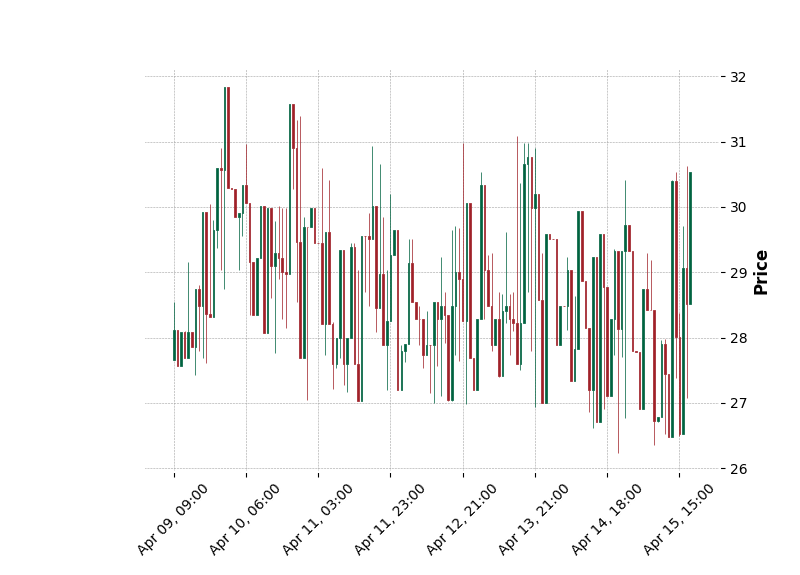 32
31
30
29
28
27
26
Price
Apr 09, 09:00
Apr 10, 06:00
Apr 11, 03:00
Apr 11, 23:00
Apr 12, 21:00
Apr 13, 21:00
Apr 14, 18:00
Apr 15, 15:00